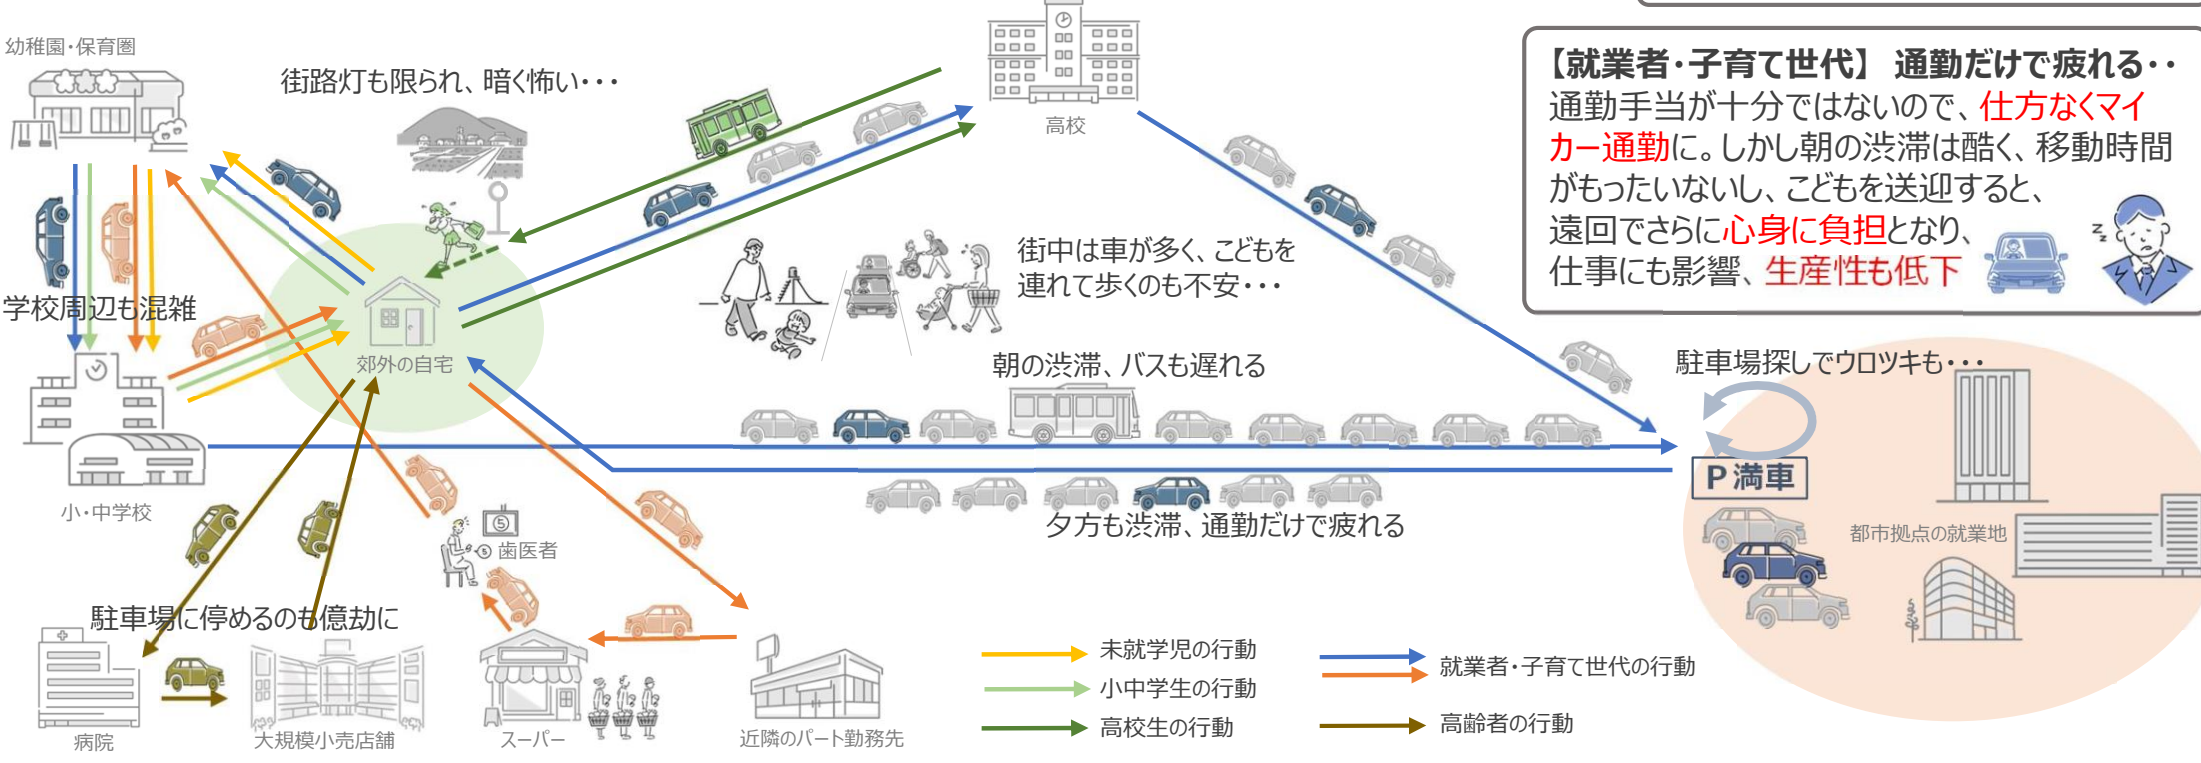 幼稚園・保育圏
街路灯も限られ、暗く怖い・・・
高校
【就業者・子育て世代】 通勤だけで疲れる・・
通勤手当が十分ではないので、仕方なくマイ
カー通勤に。しかし朝の渋滞は酷く、移動時間
がもったいないし、こどもを送迎すると、
遠回でさらに心身に負担となり、
仕事にも影響、生産性も低下
z z
街中は車が多く、こどもを
連れて歩くのも不安・・・
学校周辺も混雑
郊外の自宅
朝の渋滞、バスも遅れる
駐車場探しでウロツキも・・・
P 満車
小・中学校
夕方も渋滞、通勤だけで疲れる
都市拠点の就業地
5
5
歯医者
駐車場に停めるのも億劫に
病院
大規模小売店舗
スーパー
近隣のパート勤務先
未就学児の行動
小中学生の行動
高校生の行動
就業者・子育て世代の行動
高齢者の行動